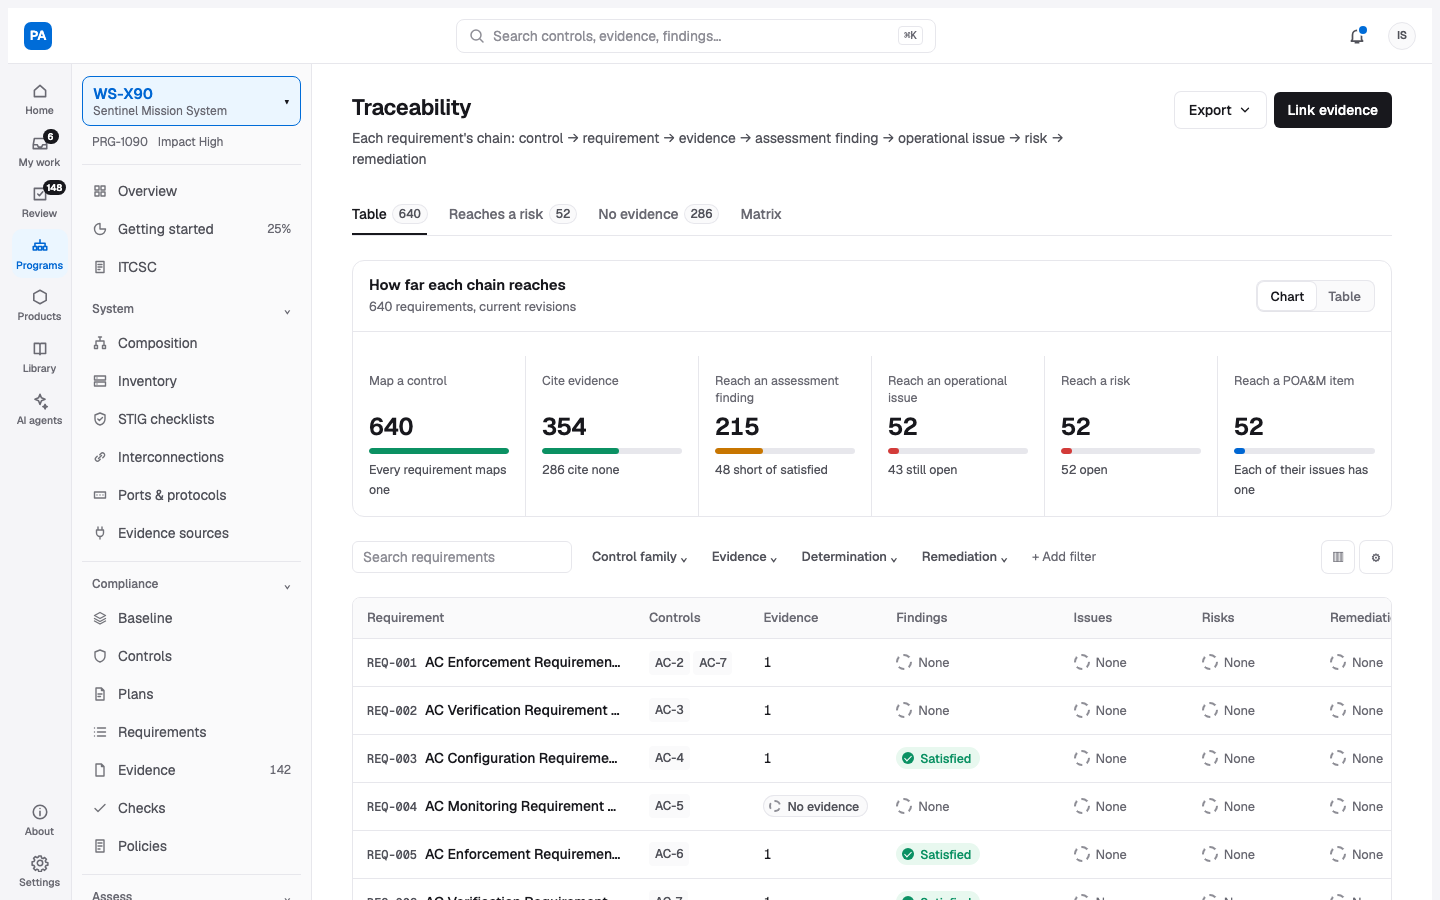 PA
Search controls, evidence, findings...
⌘K
IS
Home
6
My work
148
Review
Programs
Products
Library
AI agents
About
Settings
WS-X90
Sentinel Mission System
PRG-1090 Impact High
Overview
Getting started 25%
ITCSC
System
Composition
Inventory
STIG checklists
Interconnections
Ports & protocols
Evidence sources
Compliance
Baseline
Controls
Plans
Requirements
Evidence 142
Checks
Policies
Assess
Traceability
Each requirement's chain: control → requirement → evidence → assessment finding → operational issue → risk →
remediation
Export
Link evidence
Table 640 Reaches a risk 52 No evidence 286 Matrix
How far each chain reaches
640 requirements, current revisions
Chart Table
Map a control
640
Every requirement maps
one
Cite evidence
354
286 cite none
Reach an assessment
finding
215
48 short of satisfied
Reach an operational
issue
52
43 still open
Reach a risk
52
52 open
Reach a POA&M item
52
Each of their issues has
one
Search requirements
Control family Evidence Determination Remediation + Add filter
Requirement Controls Evidence Findings Issues Risks Remediati
REQ-001 AC Enforcement Requiremen... AC-2 AC-7 1 None None None None
REQ-002 AC Verification Requirement ... AC-3 1 None None None None
REQ-003 AC Configuration Requireme... AC-4 1 Satisfied None None None
REQ-004 AC Monitoring Requirement ... AC-5 No evidence None None None None
REQ-005 AC Enforcement Requiremen... AC-6 1 Satisfied None None None